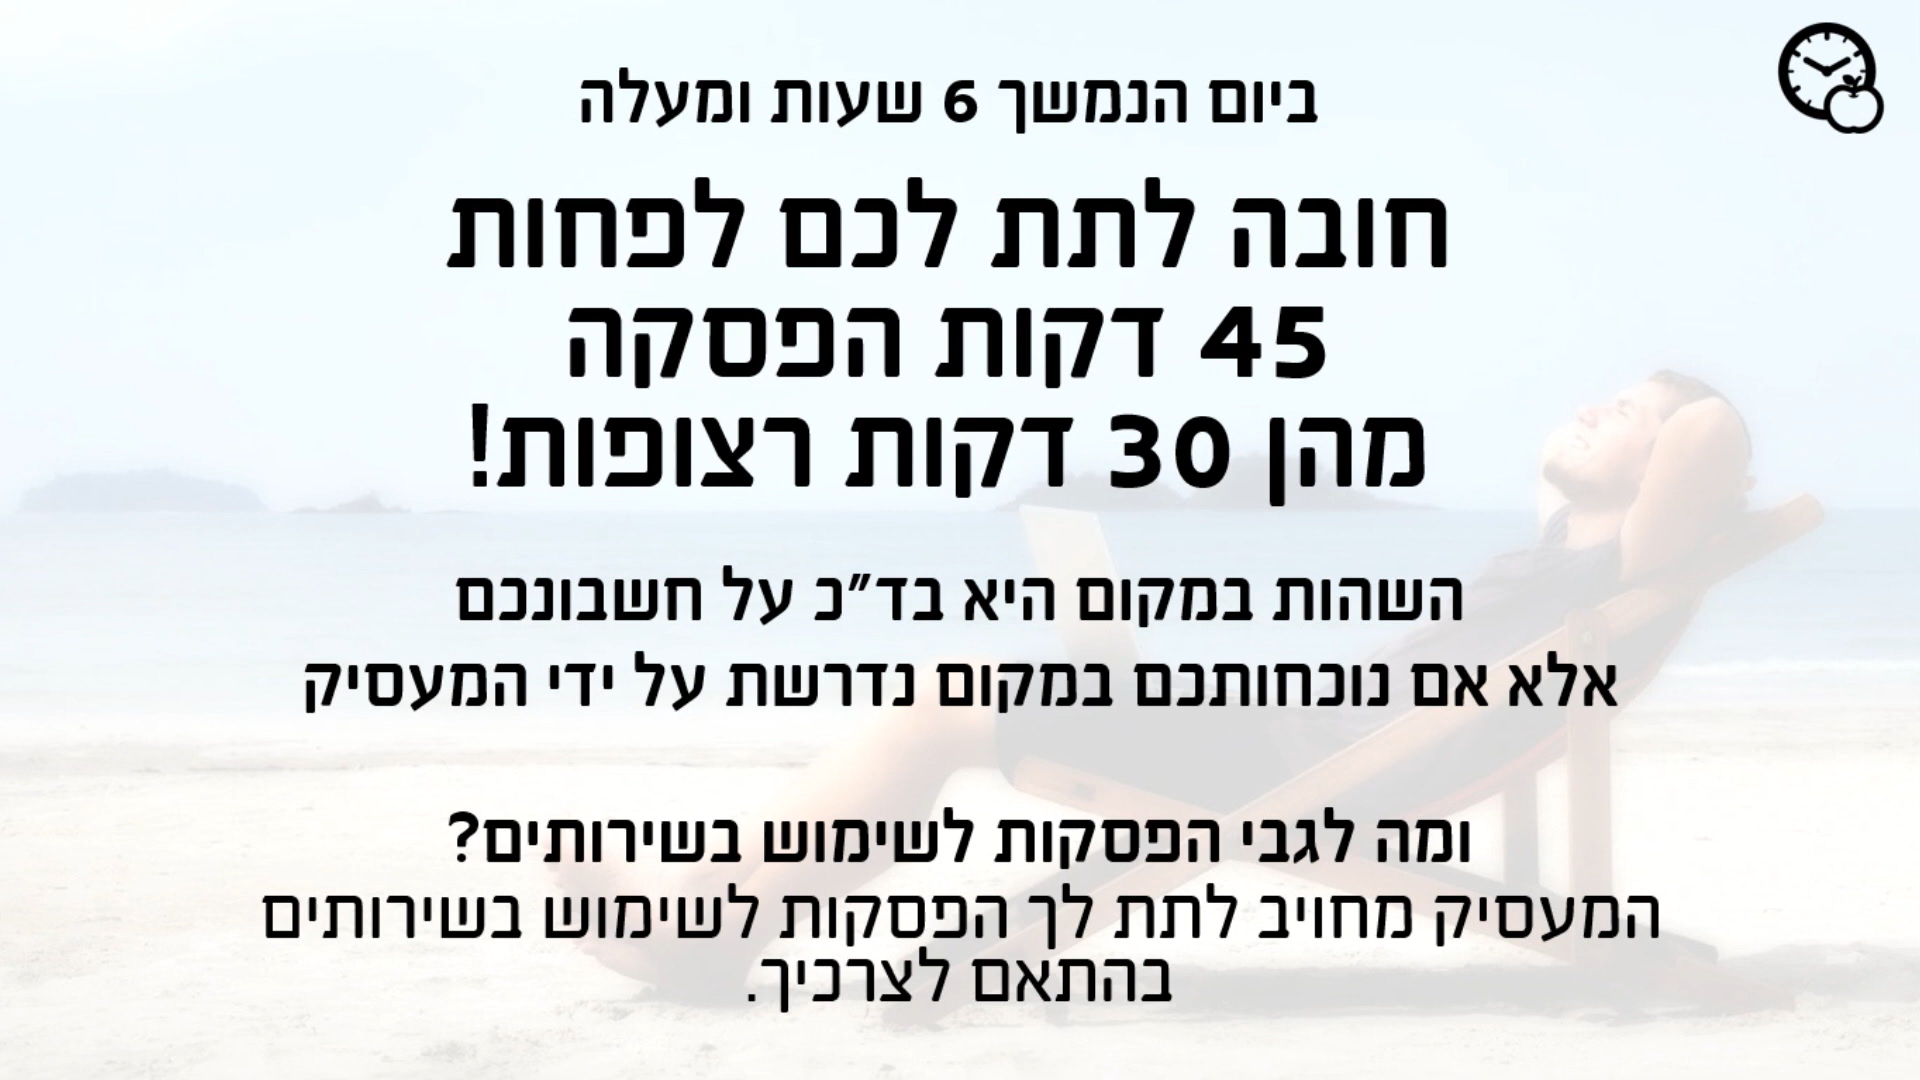 ביום הנמשך 6 שעות ומעלה
חובה לתת לכם לפחות
45 דקות הפסקה
מהן 30 דקות רצופות!
השהות במקום היא בד״כ על חשבונכם
אלא אם נוכחותכם במקום נדרשת על ידי המעסיק
ומה לגבי הפסקות לשימוש בשירותים?
המעסיק מחויב לתת לך הפסקות לשימוש בשירותים
בהתאם לצרכיך.